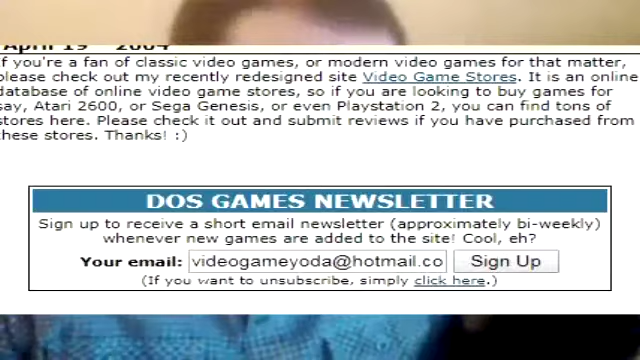 April 19 2004
If you're a fan of classic video games, or modern video games for that matter,
please check out my recently redesigned site Video Game Stores. It is an online
database of online video game stores, so if you are looking to buy games for
say, Atari 2600, or Sega Genesis, or even Playstation 2, you can find tons of
stores here. Please check it out and submit reviews if you have purchased from
these stores. Thanks! :)
DOS GAMES NEWSLETTER
Sign up to receive a short email newsletter (approximately bi-weekly)
whenever new games are added to the site! Cool, eh?
Your email: videogameyoda@hotmail.co Sign Up
(If you want to unsubscribe, simply click here.)